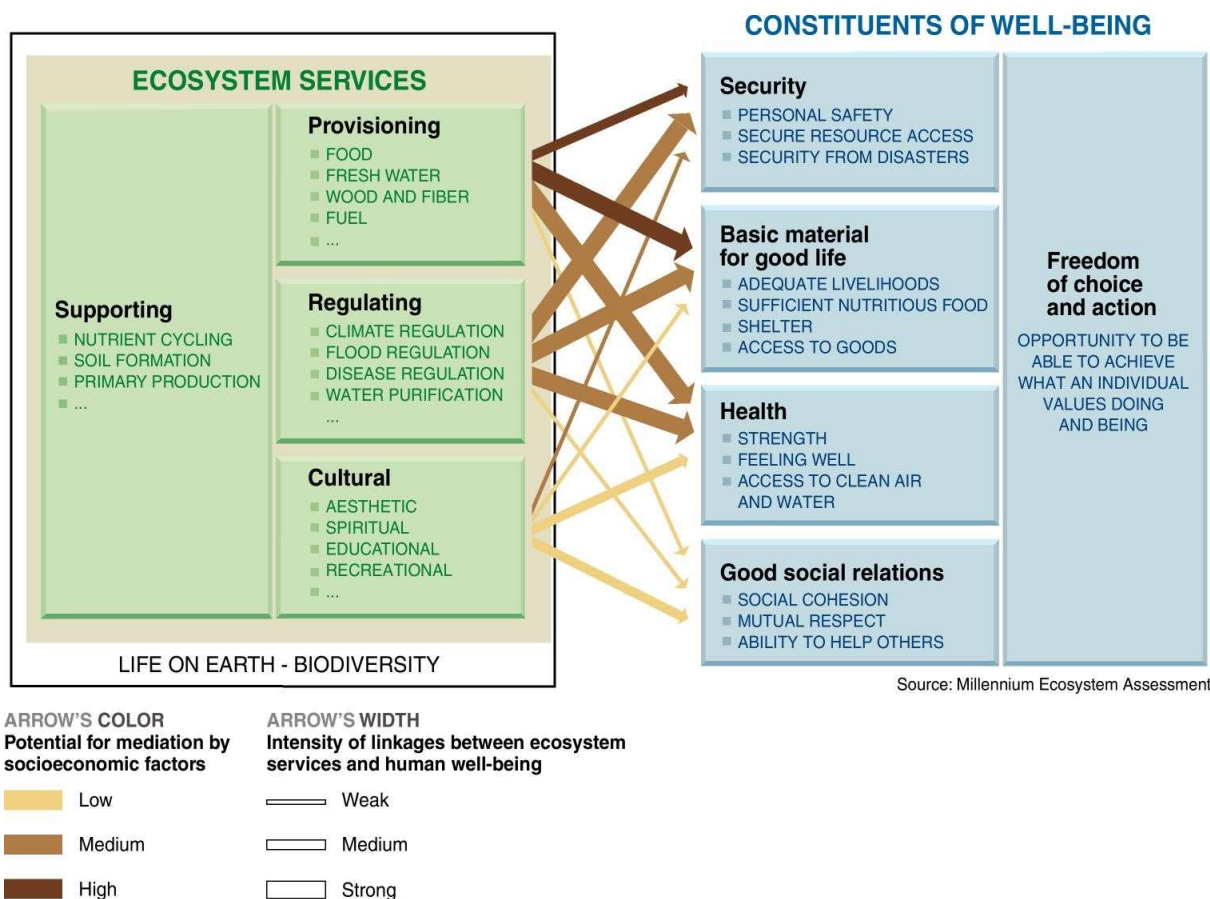 CONSTITUENTS OF WELL-BEING
ECOSYSTEM SERVICES
Supporting
NUTRIENT CYCLING
SOIL FORMATION
PRIMARY PRODUCTION
...
Provisioning
FOOD
FRESH WATER
WOOD AND FIBER
FUEL
...
Regulating
CLIMATE REGULATION
FLOOD REGULATION
DISEASE REGULATION
WATER PURIFICATION
...
Cultural
AESTHETIC
SPIRITUAL
EDUCATIONAL
RECREATIONAL
...
LIFE ON EARTH - BIODIVERSITY
Security
PERSONAL SAFETY
SECURE RESOURCE ACCESS
SECURITY FROM DISASTERS
Basic material
for good life
ADEQUATE LIVELIHOODS
SUFFICIENT NUTRITIOUS FOOD
SHELTER
ACCESS TO GOODS
Health
STRENGTH
FEELING WELL
ACCESS TO CLEAN AIR
AND WATER
Good social relations
SOCIAL COHESION
MUTUAL RESPECT
ABILITY TO HELP OTHERS
Freedom
of choice
and action
OPPORTUNITY TO BE
ABLE TO ACHIEVE
WHAT AN INDIVIDUAL
VALUES DOING
AND BEING
Source: Millennium Ecosystem Assessment
ARROW'S COLOR
Potential for mediation by
socioeconomic factors
Low
Medium
High
ARROW'S WIDTH
Intensity of linkages between ecosystem
services and human well-being
Weak
Medium
Strong